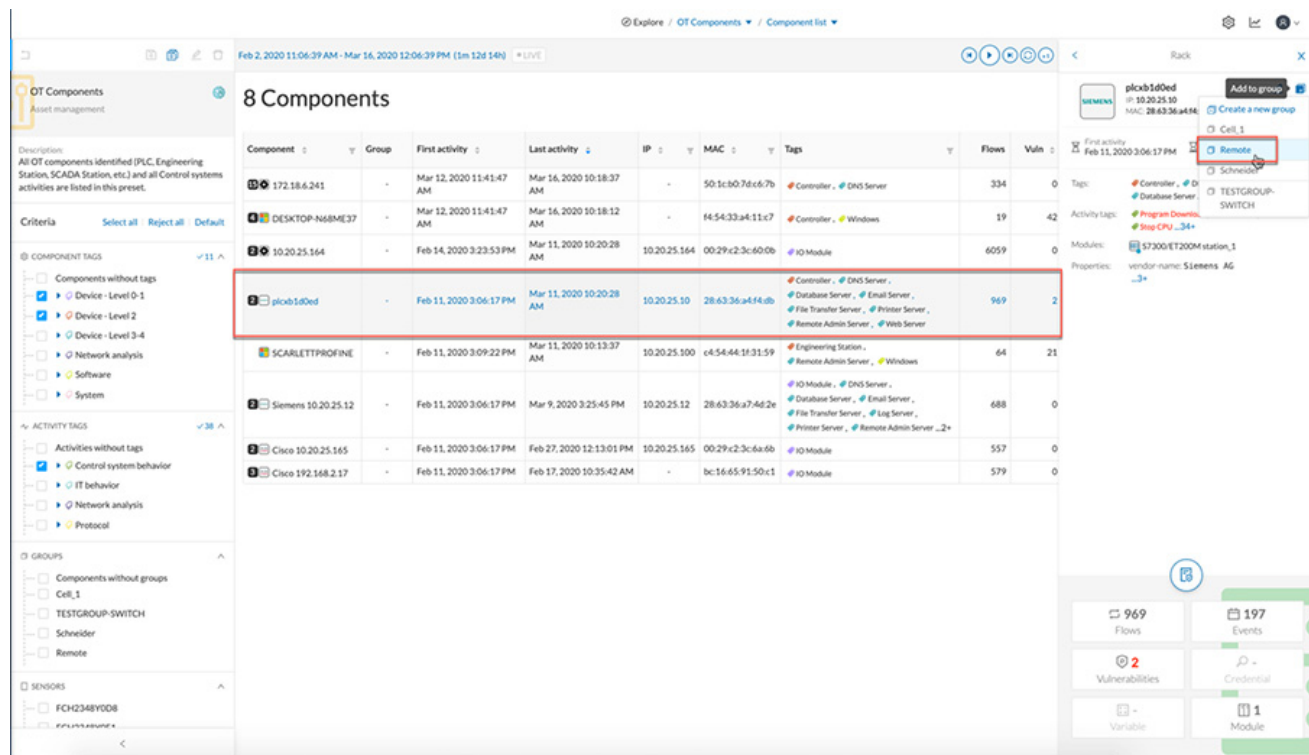 Explore / OT Components / Component list
Feb 2, 2020 11:06:39 AM - Mar 16, 2020 12:06:39 PM (1m 12d 14h) LIVE
OT Components
Asset management
Description:
All OT components identified (PLC, Engineering
Station, SCADA Station, etc.) and all Control systems
activities are listed in this preset.
Criteria Select all Reject all Default
COMPONENT TAGS 11
Components without tags
Device - Level 0-1
Device - Level 2
Device - Level 3-4
Network analysis
Software
System
ACTIVITY TAGS 38
Activities without tags
Control system behavior
IT behavior
Network analysis
Protocol
GROUPS
Components without groups
Cell_1
TESTGROUP-SWITCH
Schneider
Remote
SENSORS
FCH2348Y0D8
8 Components
Component Group First activity Last activity IP MAC Tags Flows Vuln
172.18.6.241 - Mar 12, 2020 11:41:47 AM Mar 16, 2020 10:18:37 AM - 50:1c:b0:7d:c6:7b Controller, DNS Server 334 0
4 DESKTOP-N68ME37 - Mar 12, 2020 11:41:47 AM Mar 16, 2020 10:18:12 AM f4:54:33:a4:11:c7 Controller, Windows 19 42
2 10.20.25.164 - Feb 14, 2020 3:23:53 PM Mar 11, 2020 10:20:28 AM 10.20.25.164 00:29:c2:3c:60:0b IO Module 6059 0
2 plcxb1d0ed - Feb 11, 2020 3:06:17 PM Mar 11, 2020 10:20:28 AM 10.20.25.10 28:63:36:a4:f4:db Controller, DNS Server, 969 2
Database Server, Email Server,
File Transfer Server, Printer Server,
Remote Admin Server, Web Server
SCARLETTPROFINE - Feb 11, 2020 3:09:22 PM Mar 11, 2020 10:13:37 AM 10.20.25.100 c4:54:44:1f:31:59 Engineering Station, 64 21
Remote Admin Server, Windows
2 Siemens 10.20.25.12 - Feb 11, 2020 3:06:17 PM Mar 9, 2020 3:25:45 PM 10.20.25.12 28:63:36:a7:4d:2e IO Module, DNS Server, 688 0
Database Server, Email Server,
File Transfer Server, Log Server,
Printer Server, Remote Admin Server ...2+
2 Cisco 10.20.25.165 - Feb 11, 2020 3:06:17 PM Feb 27, 2020 12:13:01 PM 10.20.25.165 00:29:c2:3c:6a:6b IO Module 557 0
3 Cisco 192.168.2.17 - Feb 11, 2020 3:06:17 PM Feb 17, 2020 10:35:42 AM - bc:16:65:91:50:c1 IO Module 579 0
Rack
SIEMENS
plcxb1d0ed
IP: 10.20.25.10
MAC: 28:63:36:a4:f4
Add to group
Create a new group
Cell_1
Remote
Schneider
TESTGROUP-
SWITCH
First activity
Feb 11, 2020 3:06:17 PM
Tags: Controller,
Database Server
Activity tags:
Stop CPU ...34+
Modules: S7300/ET200M station_1
Properties: vendor-name: Siemens AG
...3+
969 Flows
197 Events
2 Vulnerabilities
- Credential
- Variable
1 Module